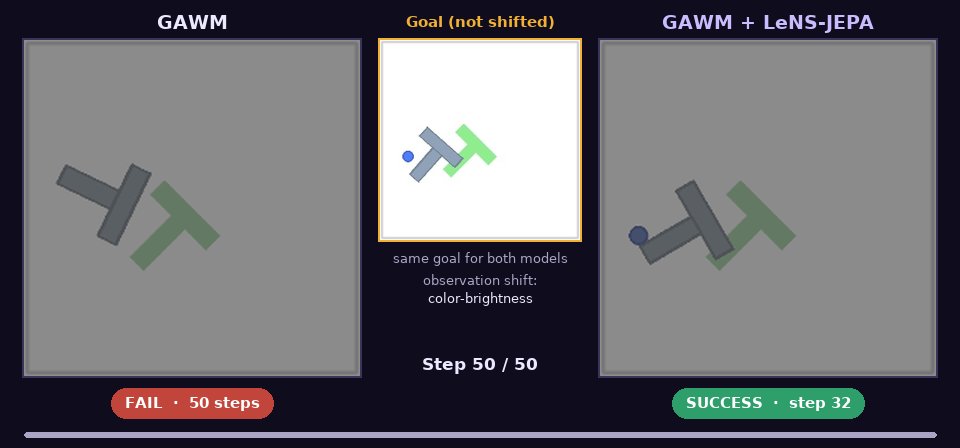 GAWM
Goal (not shifted)
GAWM + LeNS-JEPA
same goal for both models
observation shift:
color-brightness
Step 50 / 50
FAIL · 50 steps
SUCCESS · step 32